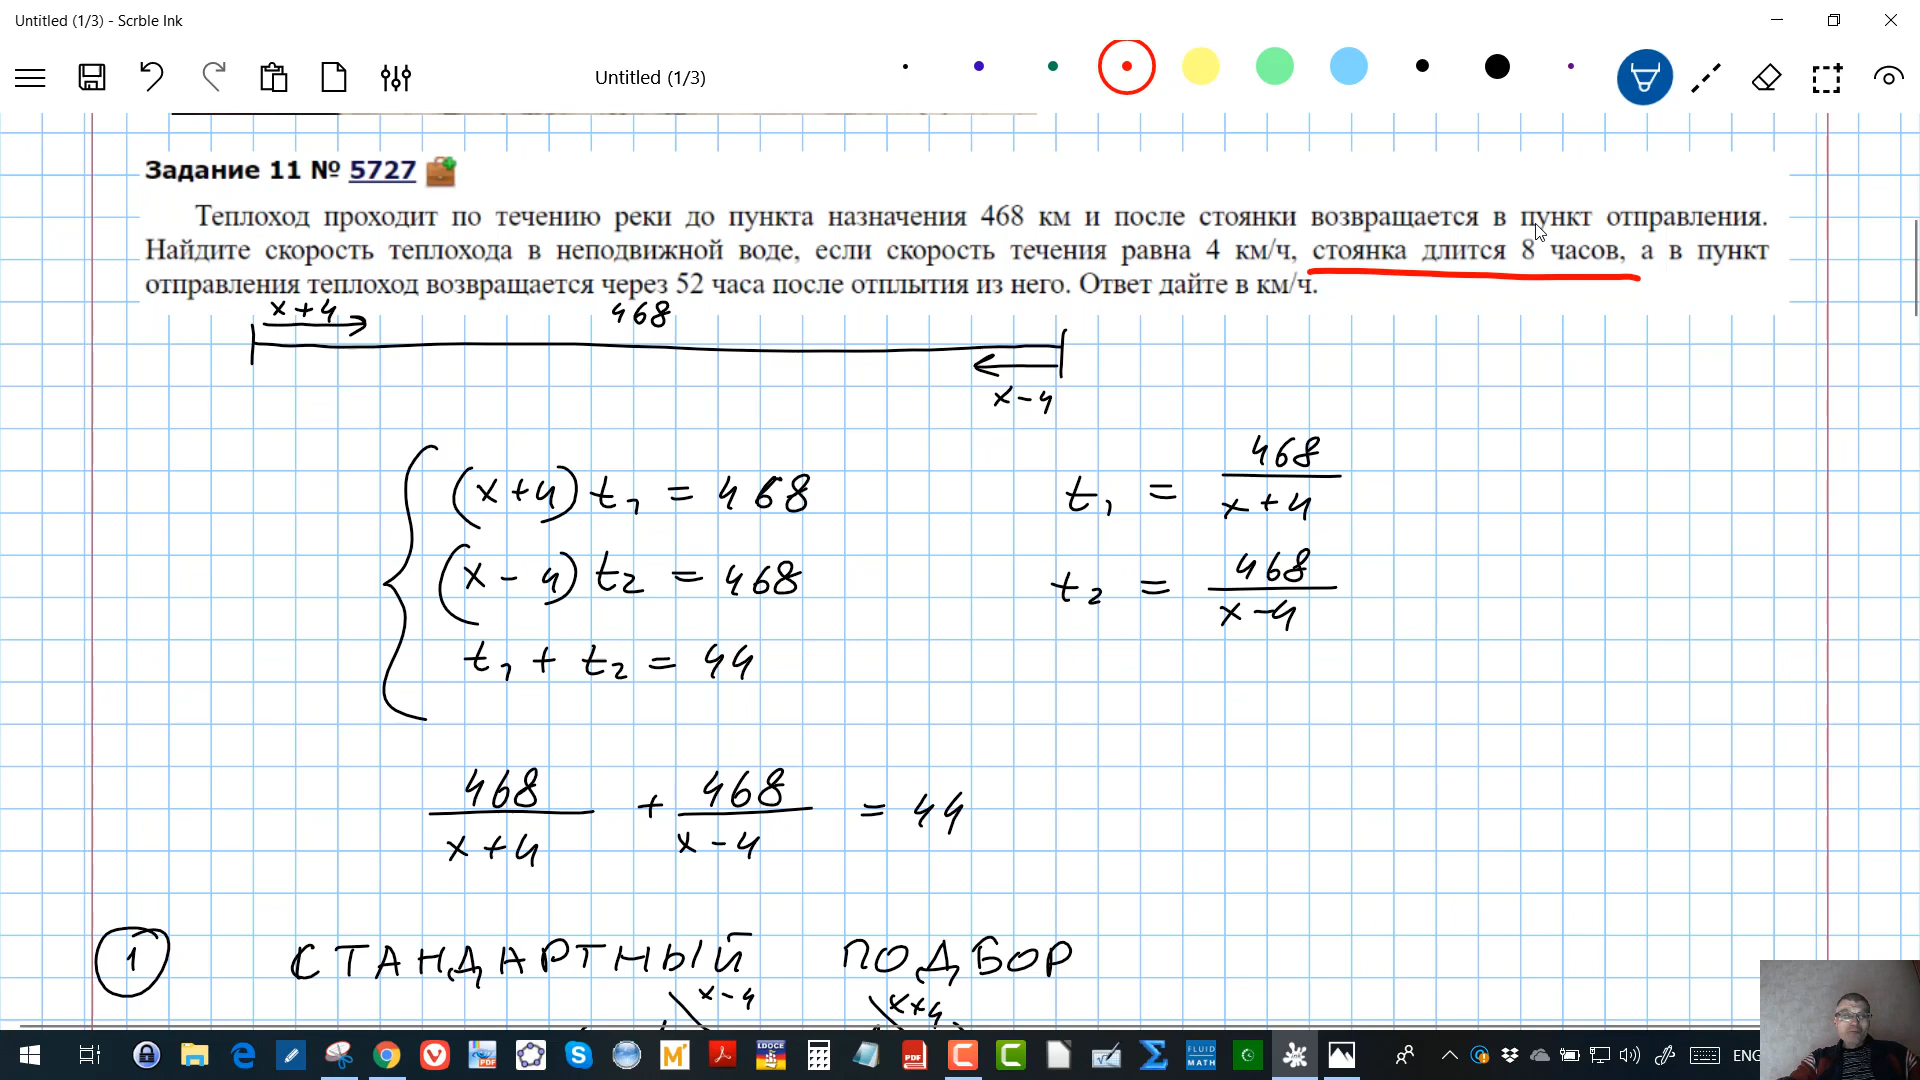 Untitled (1/3) - Scrble Ink
Untitled (1/3)
Задание 11 № 5727
Теплоход проходит по течению реки до пункта назначения 468 км и после стоянки возвращается в пункт отправления.
Найдите скорость теплохода в неподвижной воде, если скорость течения равна 4 км/ч, стоянка длится 8 часов, а в пункт
отправления теплоход возвращается через 52 часа после отплытия из него. Ответ дайте в км/ч.
x+4
468
x-4
(x+4) t₁ = 468
(x-4) t₂ = 468
t₁ + t₂ = 44
t₁ = 468/(x+4)
t₂ = 468/(x-4)
468/(x+4) + 468/(x-4) = 44
1 СТАНДАРТНЫЙ ПОДБОР
x-4
x+4
LDOCE
PDF
FLUID MATH
ENG